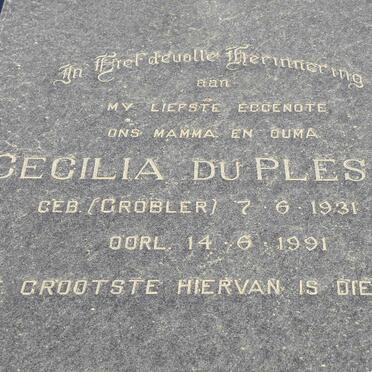 In Liefdevolle Herinnering
aan
MY LIEFSTE EGGENOTE
ONS MAMMA EN OUMA
CECILIA DU PLES
GEB. (GROBLER) 7·6·1931
OORL. 14·6·1991
GROOTSTE HIERVAN IS DIE